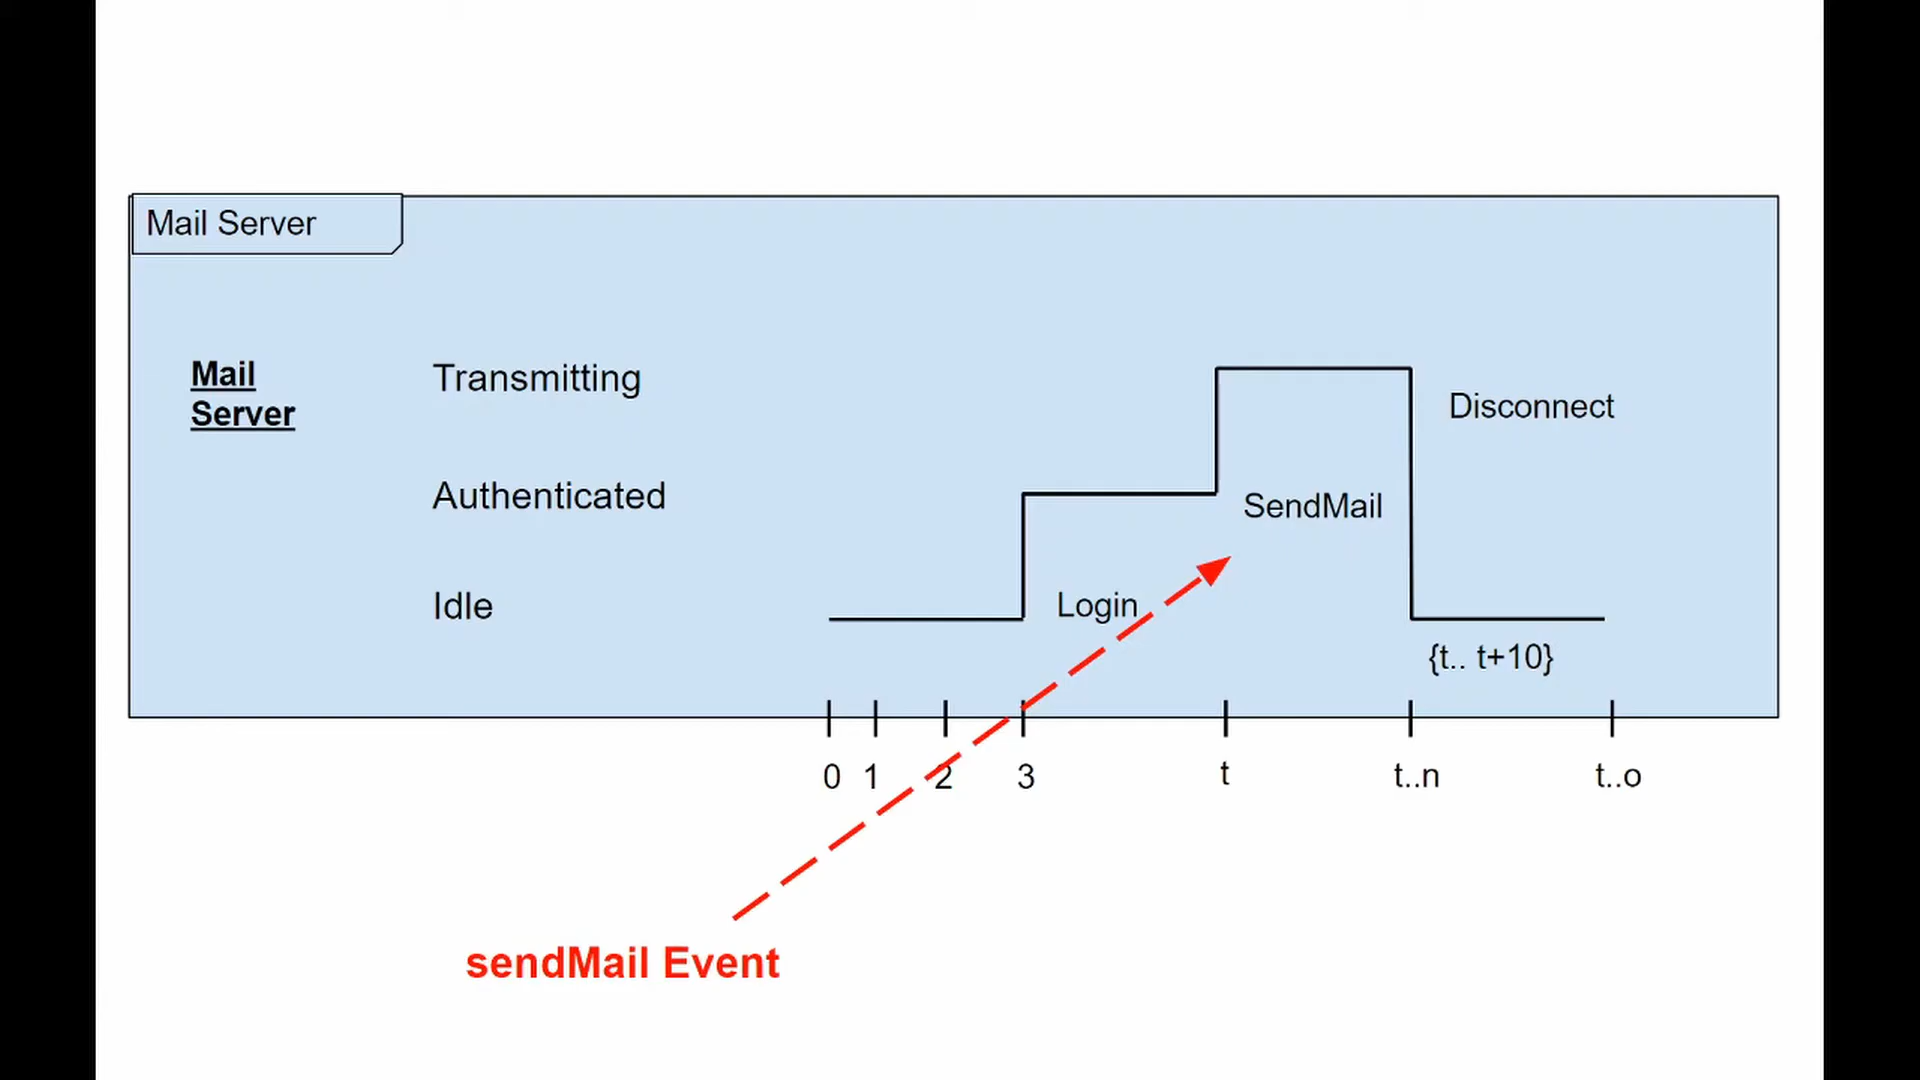 Mail Server
Mail
Server
Transmitting
Disconnect
Authenticated
SendMail
Idle
Login
{t.. t+10}
0 1 2 3 t t..n t..o
sendMail Event